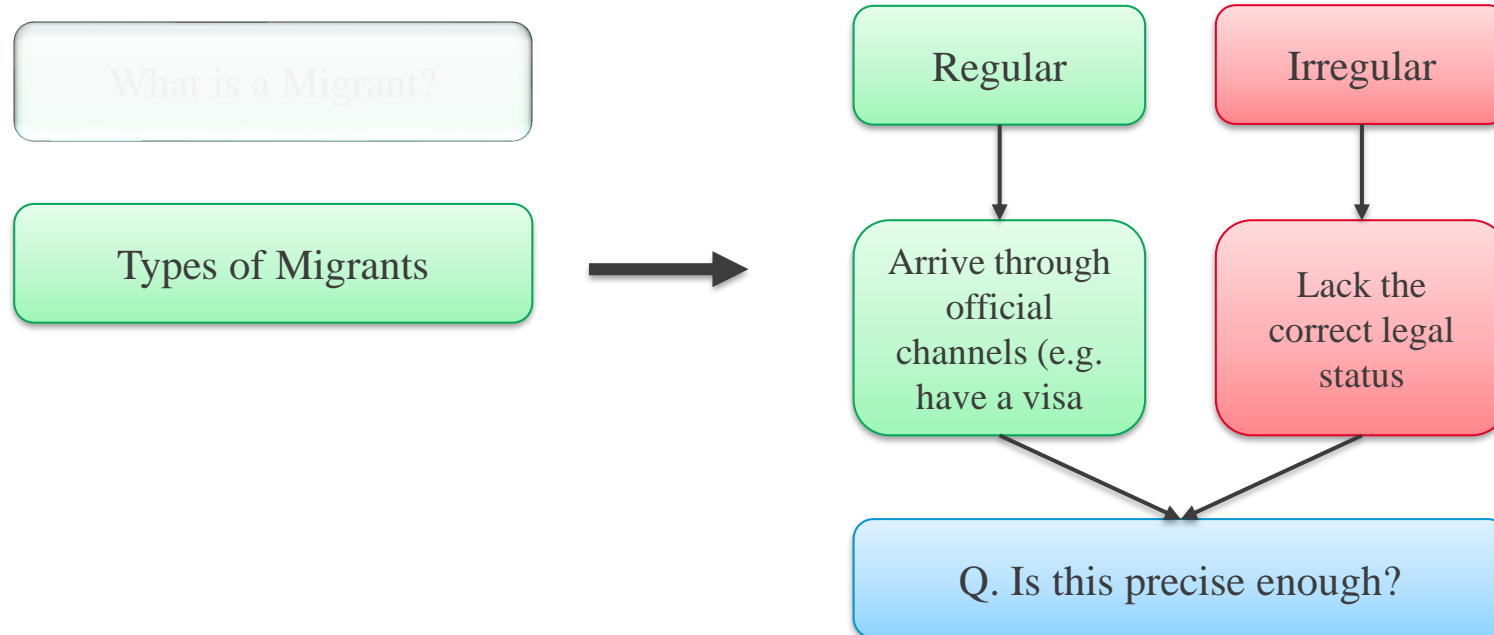 What is a Migrant?
Types of Migrants
Regular
Irregular
Arrive through
official
channels (e.g.
have a visa
Lack the
correct legal
status
Q. Is this precise enough?